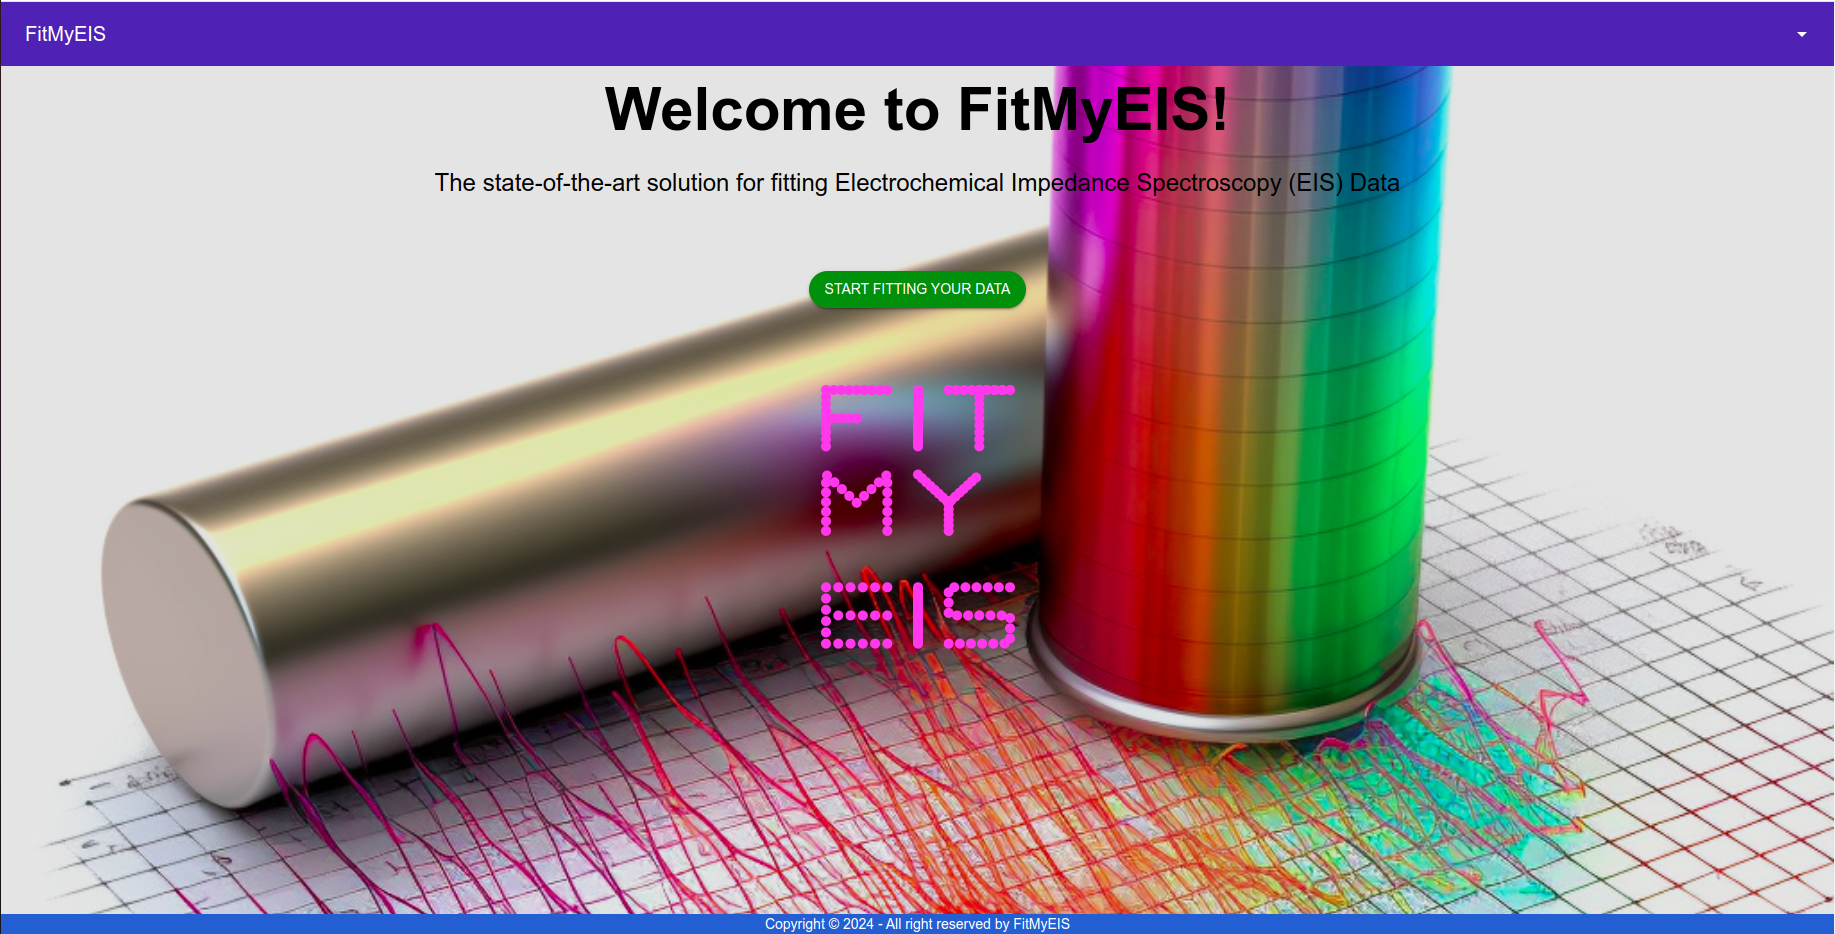 FitMyEIS
Welcome to FitMyEIS!
The state-of-the-art solution for fitting Electrochemical Impedance Spectroscopy (EIS) Data
START FITTING YOUR DATA
FIT
MY
EIS
Copyright © 2024 - All right reserved by FitMyEIS